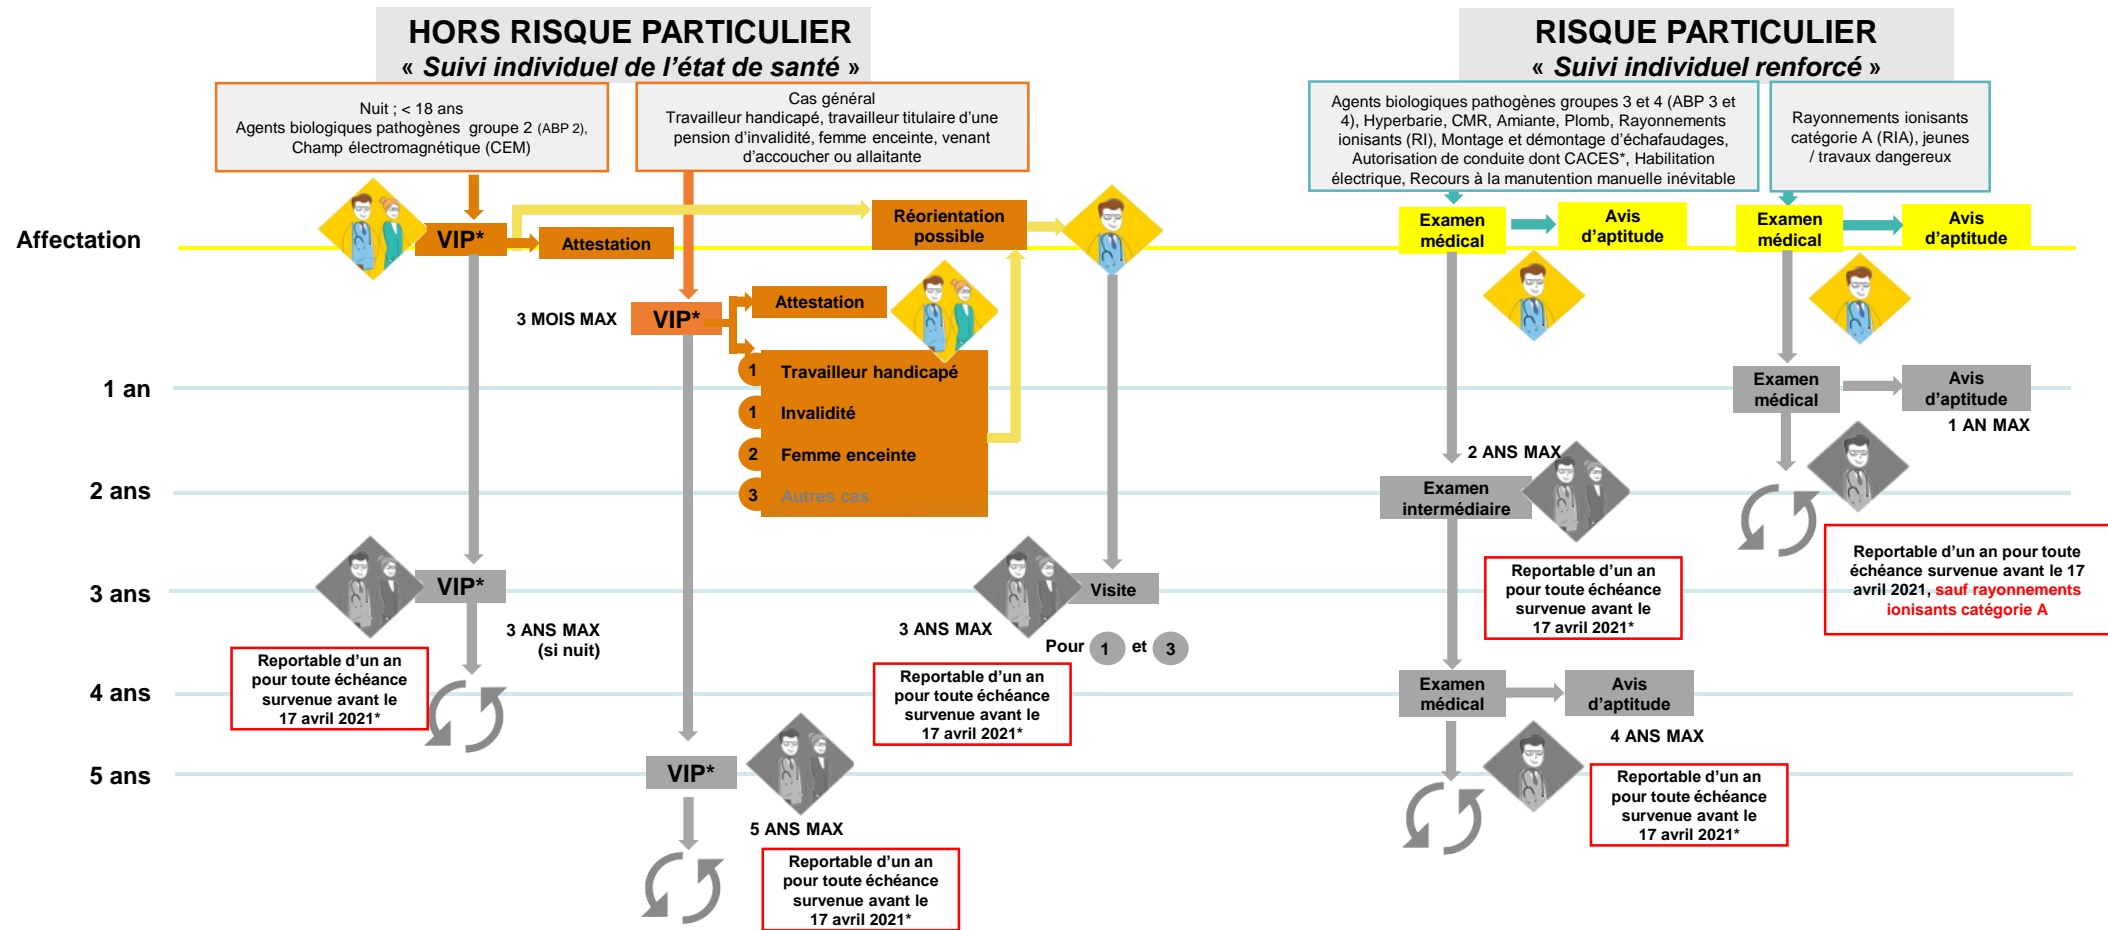 HORS RISQUE PARTICULIER
« Suivi individuel de l'état de santé »
Nuit ; < 18 ans
Agents biologiques pathogènes groupe 2 (ABP 2),
Champ électromagnétique (CEM)
Cas général
Travailleur handicapé, travailleur titulaire d'une
pension d'invalidité, femme enceinte, venant
d'accoucher ou allaitante
RISQUE PARTICULIER
« Suivi individuel renforcé »
Agents biologiques pathogènes groupes 3 et 4 (ABP 3 et
4), Hyperbarie, CMR, Amiante, Plomb, Rayonnements
ionisants (RI), Montage et démontage d'échafaudages,
Autorisation de conduite dont CACES*, Habilitation
électrique, Recours à la manutention manuelle inévitable
Rayonnements ionisants
catégorie A (RIA), jeunes
/ travaux dangereux
Affectation
VIP*
Attestation
Réorientation
possible
Examen
médical
Avis
d'aptitude
Examen
médical
Avis
d'aptitude
3 MOIS MAX
VIP*
Attestation
1 Travailleur handicapé
1 Invalidité
2 Femme enceinte
3 Autres cas
1 an
Examen
médical
Avis
d'aptitude
1 AN MAX
2 ans
2 ANS MAX
Examen
intermédiaire
Reportable d'un an
pour toute échéance
survenue avant le
17 avril 2021*
Reportable d'un an pour toute
échéance survenue avant le 17
avril 2021, sauf rayonnements
ionisants catégorie A
3 ans
VIP*
3 ANS MAX
(si nuit)
Reportable d'un an
pour toute échéance
survenue avant le
17 avril 2021*
Visite
3 ANS MAX
Pour 1 et 3
Reportable d'un an
pour toute échéance
survenue avant le
17 avril 2021*
4 ans
Examen
médical
Avis
d'aptitude
4 ANS MAX
Reportable d'un an
pour toute échéance
survenue avant le
17 avril 2021*
5 ans
VIP*
5 ANS MAX
Reportable d'un an
pour toute échéance
survenue avant le
17 avril 2021*